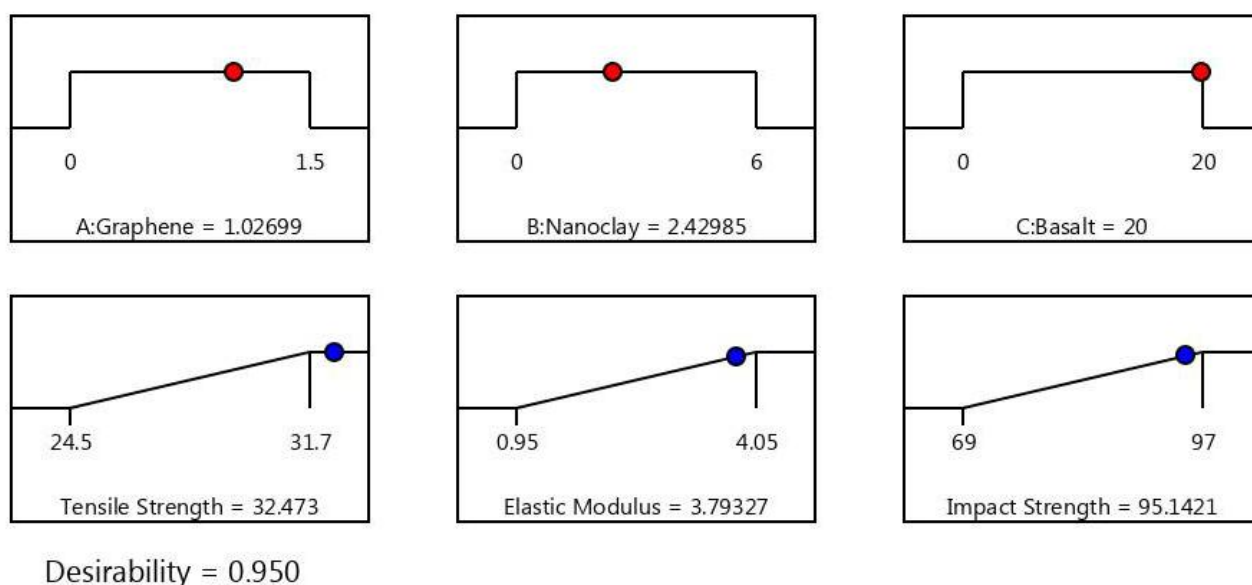 0 1.5
A:Graphene = 1.02699
0 6
B:Nanoclay = 2.42985
0 20
C:Basalt = 20
24.5 31.7
Tensile Strength = 32.473
0.95 4.05
Elastic Modulus = 3.79327
69 97
Impact Strength = 95.1421
Desirability = 0.950